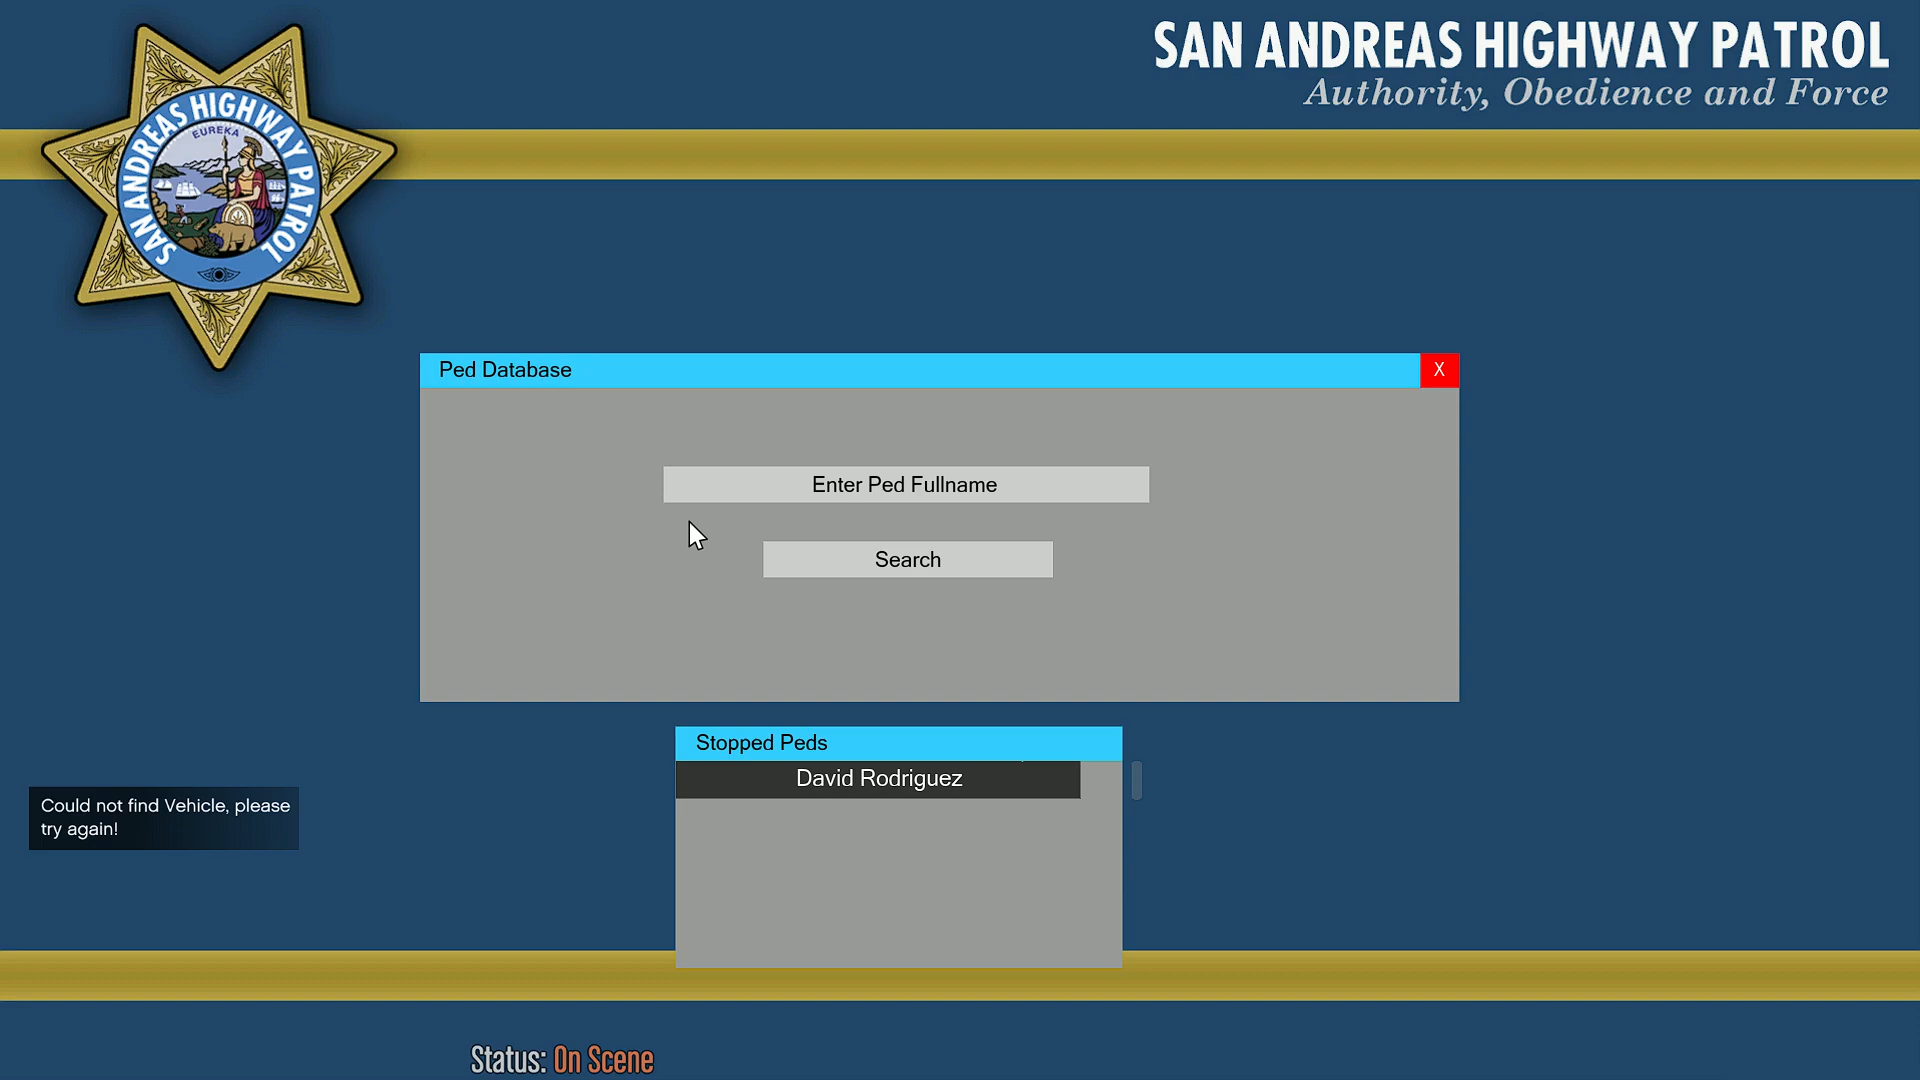 SAN ANDREAS HIGHWAY PATROL
Authority, Obedience and Force
SAN ANDREAS HIGHWAY PATROL
EUREKA
Ped Database
X
Enter Ped Fullname
Search
Stopped Peds
David Rodriguez
Could not find Vehicle, please
try again!
Status: On Scene